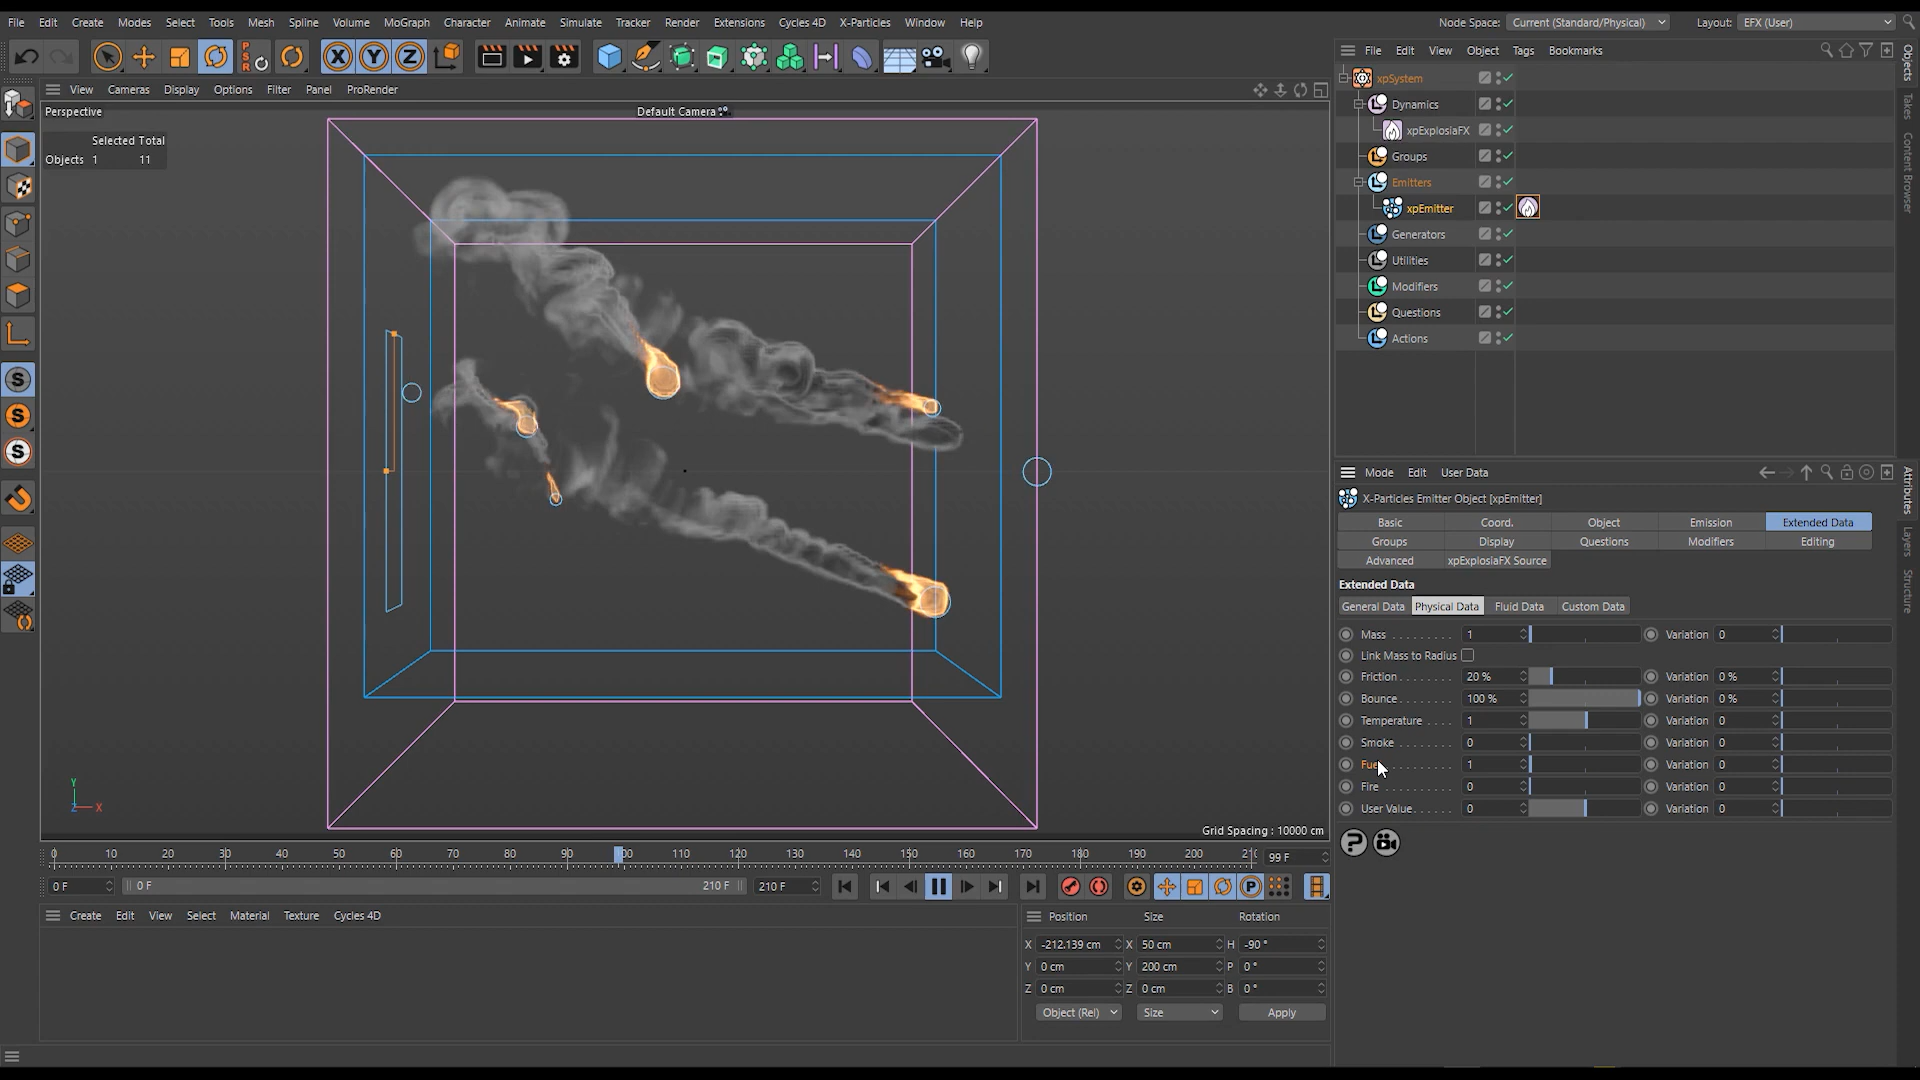 File Edit Create Modes Select Tools Mesh Spline Volume MoGraph Character Animate Simulate Tracker Render Extensions Cycles 4D X-Particles Window Help
Node Space: Current (Standard/Physical) Layout: EFX (User)
X Y Z
PSR
File Edit View Object Tags Bookmarks
View Cameras Display Options Filter Panel ProRender
Perspective
Default Camera
Selected Total
Objects 1 11
xpSystem
Dynamics
xpExplosiaFX
Groups
Emitters
xpEmitter
Generators
Utilities
Modifiers
Questions
Actions
Objects
Takes
Content Browser
S
S
S
Mode Edit User Data
X-Particles Emitter Object [xpEmitter]
Basic Coord. Object Emission Extended Data
Groups Display Questions Modifiers Editing
Advanced xpExplosiaFX Source
Extended Data
General Data Physical Data Fluid Data Custom Data
Mass 1 Variation 0
Link Mass to Radius
Friction 20 % Variation 0 %
Bounce 100 % Variation 0 %
Temperature 1 Variation 0
Smoke 0 Variation 0
Fue 1 Variation 0
Fire 0 Variation 0
User Value 0 Variation 0
Attributes
Layers
Structure
Y
Z X
Grid Spacing : 10000 cm
0 10 20 30 40 50 60 70 80 90 100 110 120 130 140 150 160 170 180 190 200 99 F
0 F 0 F 210 F 210 F
P
Create Edit View Select Material Texture Cycles 4D
Position Size Rotation
X -212.139 cm X 50 cm H -90 °
Y 0 cm Y 200 cm P 0 °
Z 0 cm Z 0 cm B 0 °
Object (Rel) Size Apply